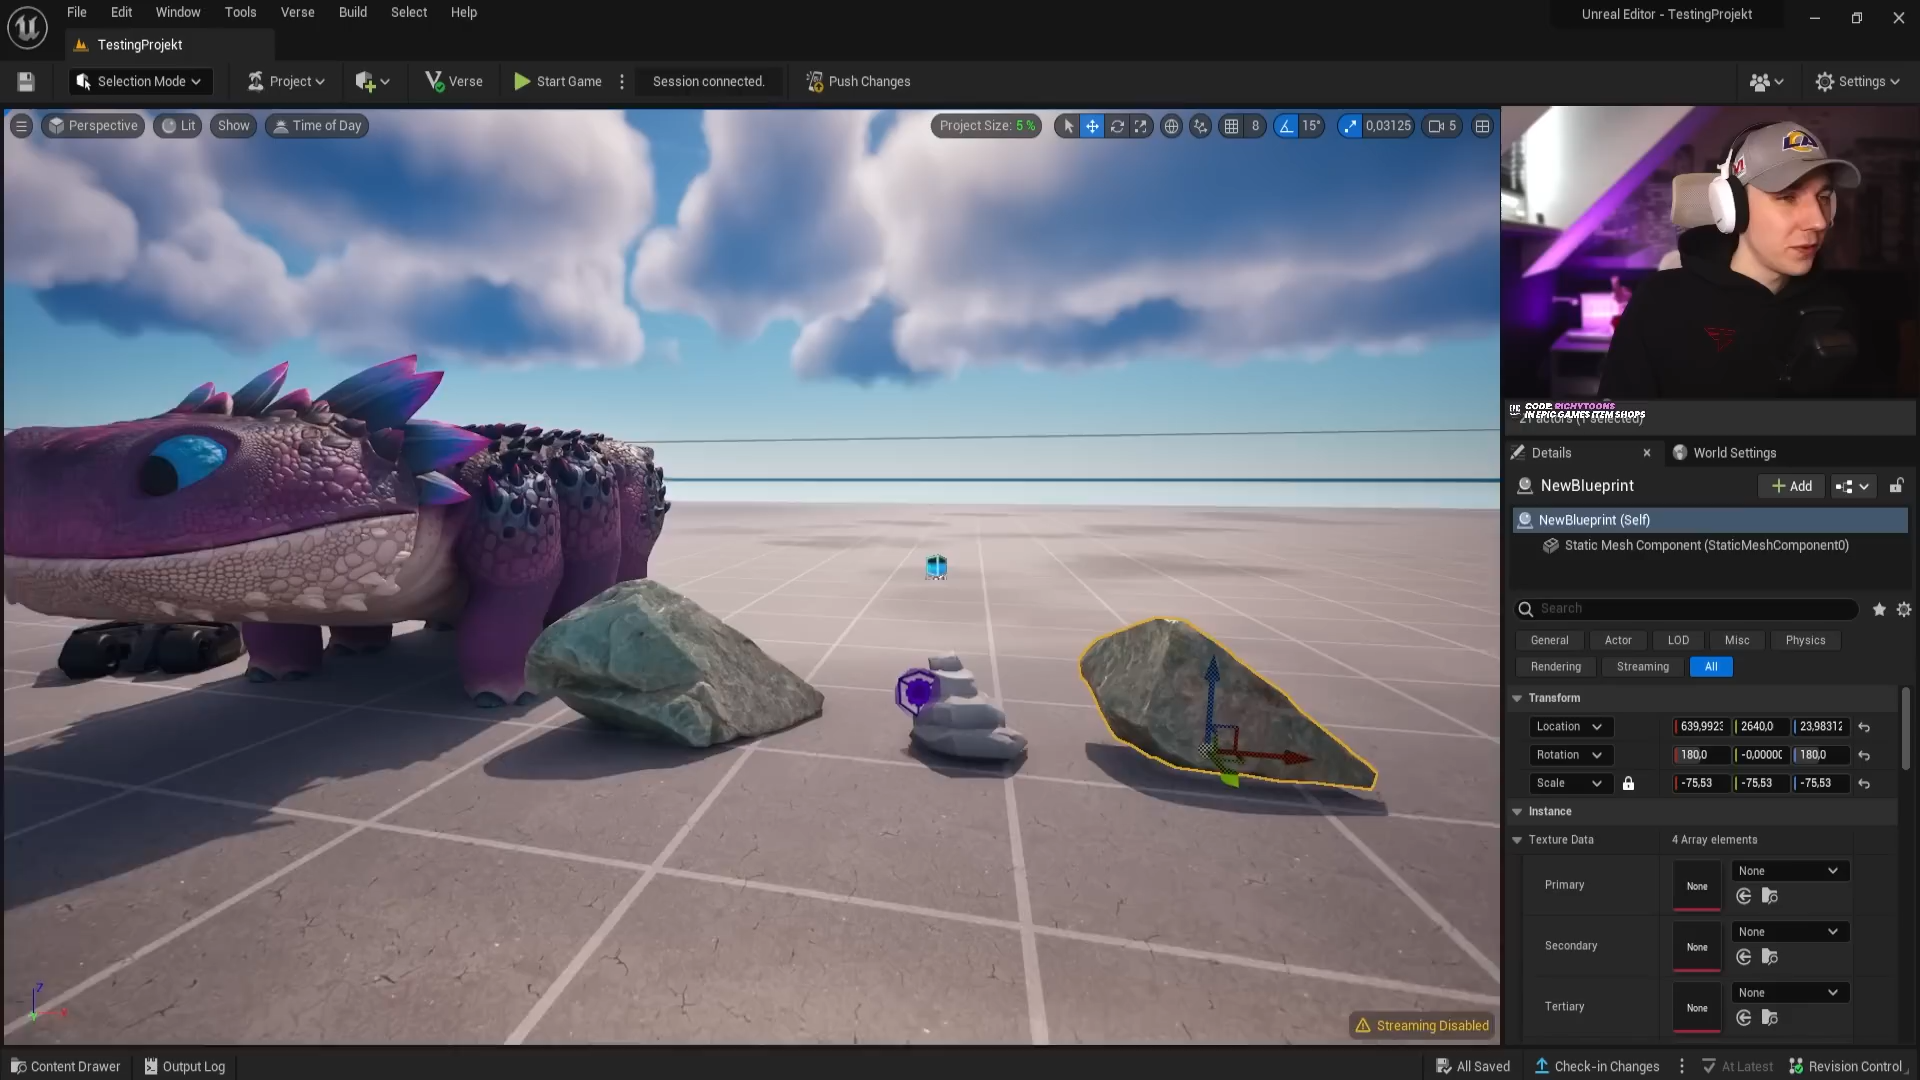 File Edit Window Tools Verse Build Select Help
Unreal Editor - TestingProjekt
TestingProjekt
Selection Mode
Project
Verse
Start Game
Session connected.
Push Changes
Settings
Perspective
Lit
Show
Time of Day
Project Size: 5 %
8
15°
0,03125
5
CODE: RICHYTOONS
IN EPIC GAMES ITEM SHOPS
21 actors (1 selected)
Details
World Settings
NewBlueprint
+ Add
NewBlueprint (Self)
Static Mesh Component (StaticMeshComponent0)
Search
General Actor LOD Misc Physics
Rendering Streaming All
Transform
Location 639,9923 2640,0 23,98312
Rotation 180,0 -0,00000 180,0
Scale -75,53 -75,53 -75,53
Instance
Texture Data 4 Array elements
Primary None None
Secondary None None
Tertiary None None
Z
Streaming Disabled
Content Drawer
Output Log
All Saved
Check-in Changes
At Latest
Revision Control